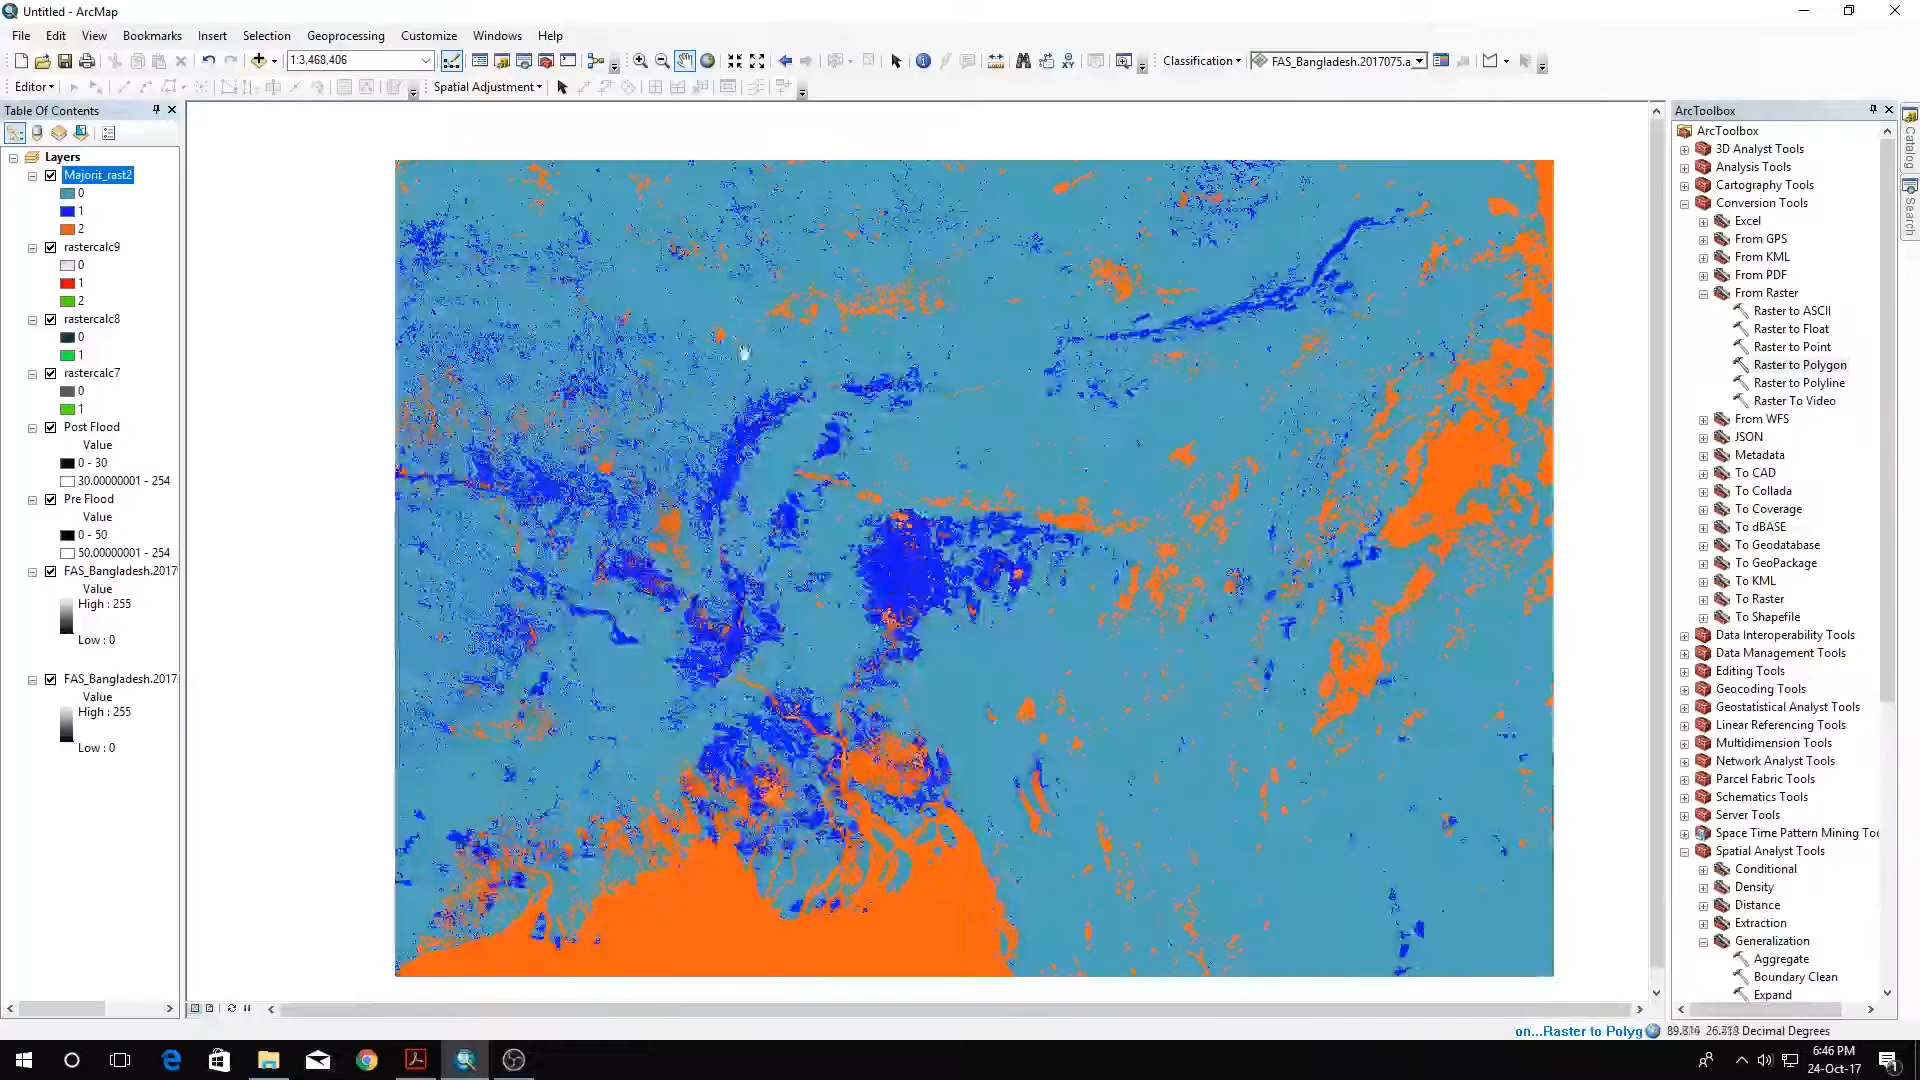 Untitled - ArcMap
File Edit View Bookmarks Insert Selection Geoprocessing Customize Windows Help
1:3,468,406 Classification FAS_Bangladesh.2017075.a
Editor Spatial Adjustment
Table Of Contents
Layers
Majorit_rast2
0
1
2
rastercalc9
0
1
2
rastercalc8
0
1
rastercalc7
0
1
Post Flood
Value
0 - 30
30.00000001 - 254
Pre Flood
Value
0 - 50
50.00000001 - 254
FAS_Bangladesh.2017
Value
High : 255
Low : 0
FAS_Bangladesh.2017
Value
High : 255
Low : 0
ArcToolbox
ArcToolbox
3D Analyst Tools
Analysis Tools
Cartography Tools
Conversion Tools
Excel
From GPS
From KML
From PDF
From Raster
Raster to ASCII
Raster to Float
Raster to Point
Raster to Polygon
Raster to Polyline
Raster To Video
From WFS
JSON
Metadata
To CAD
To Collada
To Coverage
To dBASE
To Geodatabase
To GeoPackage
To KML
To Raster
To Shapefile
Data Interoperability Tools
Data Management Tools
Editing Tools
Geocoding Tools
Geostatistical Analyst Tools
Linear Referencing Tools
Multidimension Tools
Network Analyst Tools
Parcel Fabric Tools
Schematics Tools
Server Tools
Space Time Pattern Mining Too
Spatial Analyst Tools
Conditional
Density
Distance
Extraction
Generalization
Aggregate
Boundary Clean
Expand
Catalog
Search
on...Raster to Polyg Decimal Degrees
6:46 PM
24-Oct-17
1